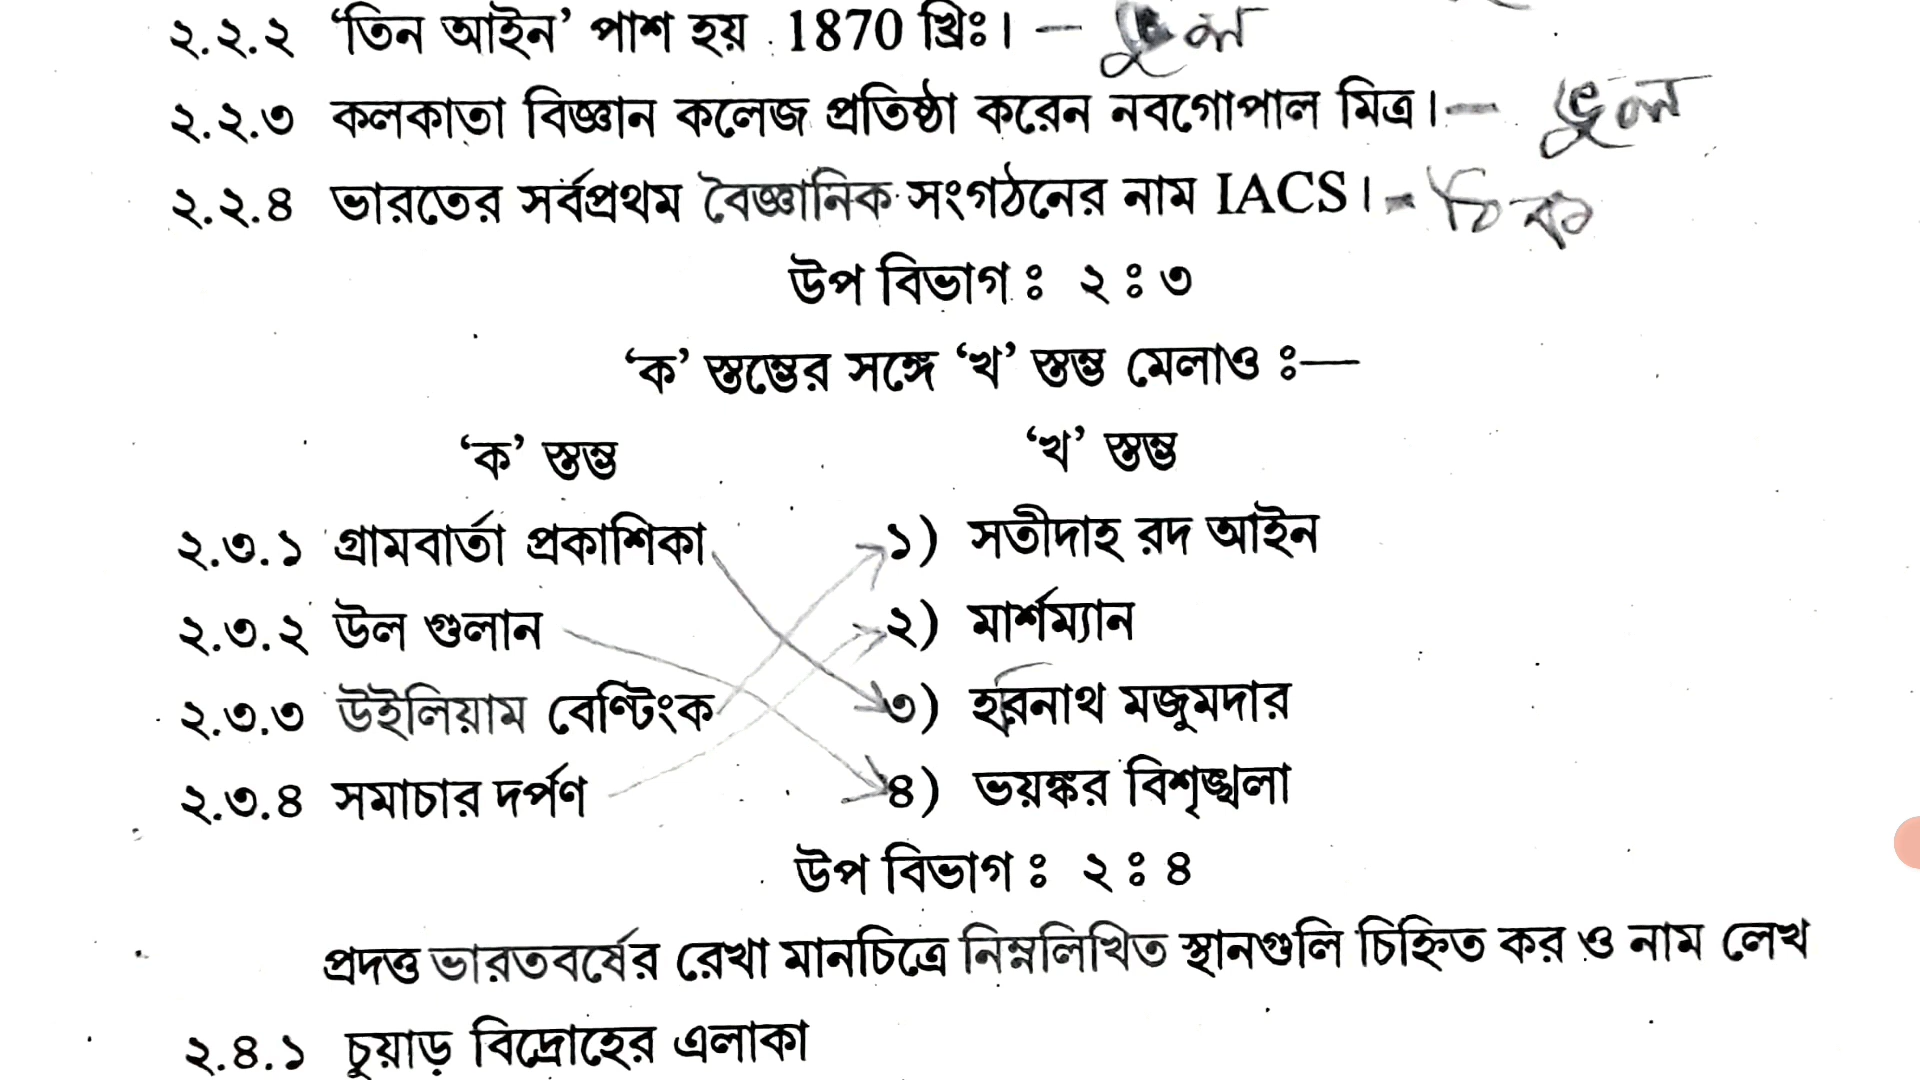 ২.২.২ ‘তিন আইন’ পাশ হয় 1870 খ্রিঃ। — ভুল
২.২.৩ কলকাতা বিজ্ঞান কলেজ প্রতিষ্ঠা করেন নবগোপাল মিত্র। — ভুল
২.২.৪ ভারতের সর্বপ্রথম বৈজ্ঞানিক সংগঠনের নাম IACS। - ঠিক
উপ বিভাগ ঃ ২ ঃ ৩
‘ক’ স্তম্ভের সঙ্গে ‘খ’ স্তম্ভ মেলাও ঃ—
‘ক’ স্তম্ভ ‘খ’ স্তম্ভ
২.৩.১ গ্রামবার্তা প্রকাশিকা ১) সতীদাহ রদ আইন
২.৩.২ উল গুলান ২) মার্শম্যান
২.৩.৩ উইলিয়াম বেণ্টিংক ৩) হরিনাথ মজুমদার
২.৩.৪ সমাচার দর্পণ ৪) ভয়ঙ্কর বিশৃঙ্খলা
উপ বিভাগ ঃ ২ ঃ ৪
প্রদত্ত ভারতবর্ষের রেখা মানচিত্রে নিম্নলিখিত স্থানগুলি চিহ্নিত কর ও নাম লেখ
২.৪.১ চুয়াড় বিদ্রোহের এলাকা